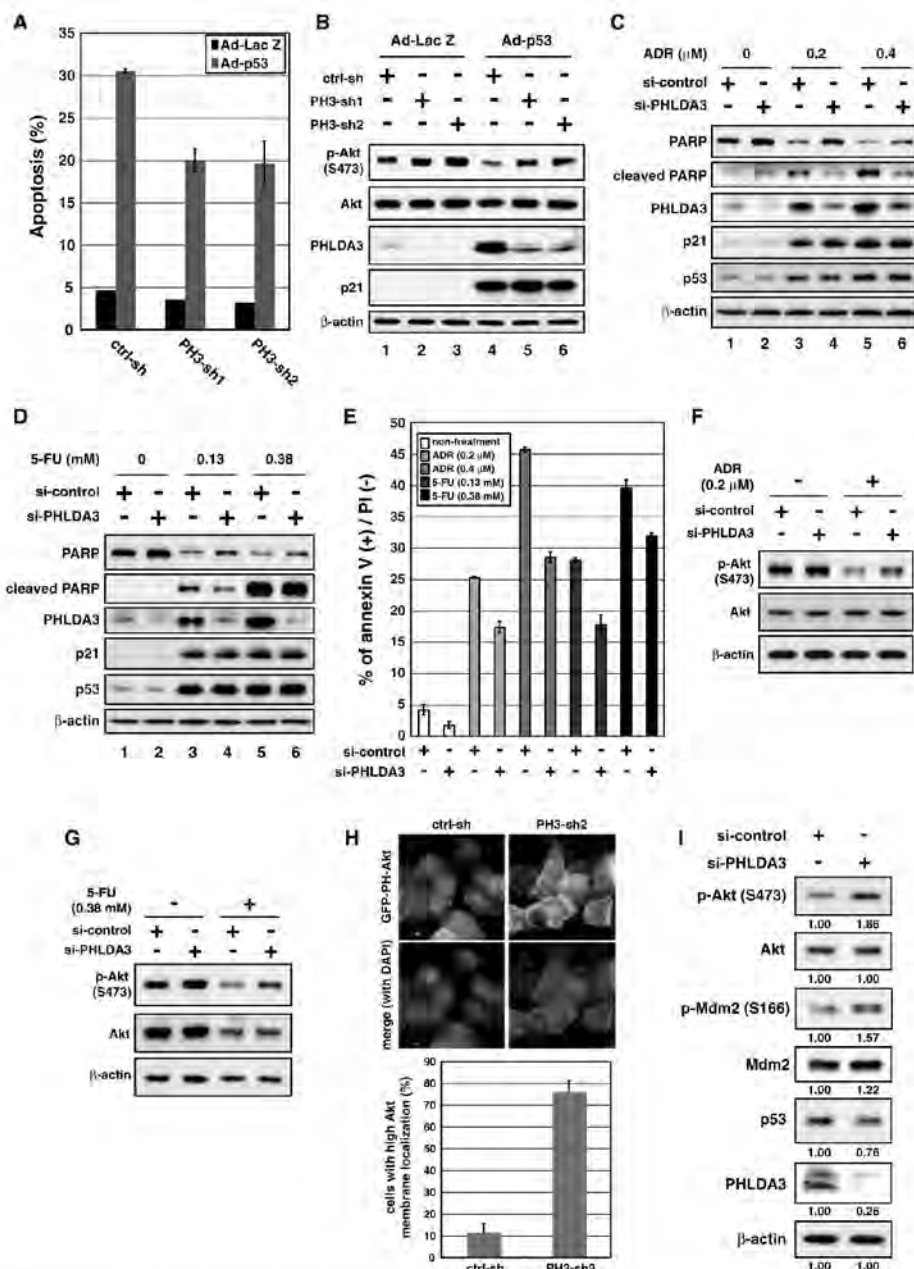 A
Ad-Lac Z
Ad-p53
Apoptosis (%)
35
30
25
20
15
10
5
0
ctrl-sh
PH3-sh1
PH3-sh2
B
Ad-Lac Z Ad-p53
ctrl-sh + - - + - -
PH3-sh1 - + - - + -
PH3-sh2 - - + - - +
p-Akt
(S473)
Akt
PHLDA3
p21
β-actin
1 2 3 4 5 6
C
ADR (μM) 0 0.2 0.4
si-control + - + - + -
si-PHLDA3 - + - + - +
PARP
cleaved PARP
PHLDA3
p21
p53
β-actin
1 2 3 4 5 6
D
5-FU (mM) 0 0.13 0.38
si-control + - + - + -
si-PHLDA3 - + - + - +
PARP
cleaved PARP
PHLDA3
p21
p53
β-actin
1 2 3 4 5 6
E
non-treatment
ADR (0.2 μM)
ADR (0.4 μM)
5-FU (0.13 mM)
5-FU (0.38 mM)
% of annexin V (+) / PI (-)
50
45
40
35
30
25
20
15
10
5
0
si-control + - + - + - + - + -
si-PHLDA3 - + - + - + - + - +
F
ADR
(0.2 μM) - +
si-control + - + -
si-PHLDA3 - + - +
p-Akt
(S473)
Akt
β-actin
G
5-FU
(0.38 mM) - +
si-control + - + -
si-PHLDA3 - + - +
p-Akt
(S473)
Akt
β-actin
H
ctrl-sh PH3-sh2
GFP-PH-Akt
merge (with DAPI)
cells with high Akt
membrane localization (%)
90
80
70
60
50
40
30
20
10
0
ctrl-sh PH3-sh2
I
si-control + -
si-PHLDA3 - +
p-Akt (S473)
1.00 1.86
Akt
1.00 1.00
p-Mdm2 (S166)
1.00 1.57
Mdm2
1.00 1.22
p53
1.00 0.76
PHLDA3
1.00 0.26
β-actin
1.00 1.00